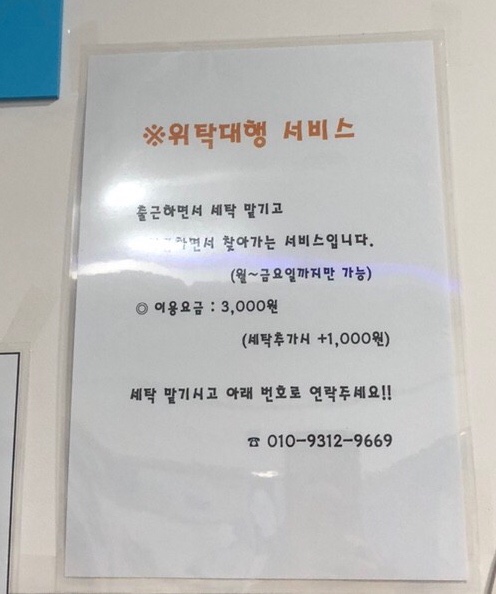 ※위탁대행 서비스
출근하면서 세탁 맡기고
하면서 찾아가는 서비스입니다.
(월~금요일까지만 가능)
◎ 이용요금 : 3,000원
(세탁추가시 +1,000원)
세탁 맡기시고 아래 번호로 연락주세요!!
☎ 010-9312-9669